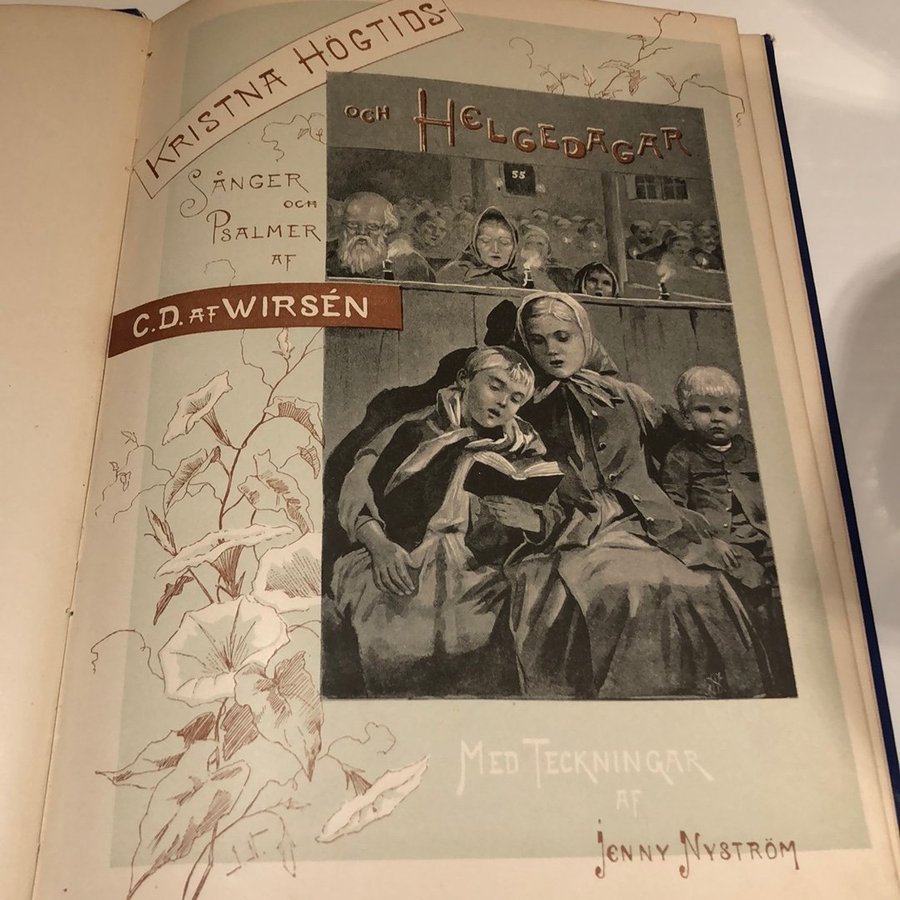 KRISTNA HÖGTIDS-
OCH HELGEDAGAR
55
SÅNGER
OCH
PSALMER
AF
C.D. AF WIRSÉN
MED TECKNINGAR
AF
JENNY NYSTRÖM